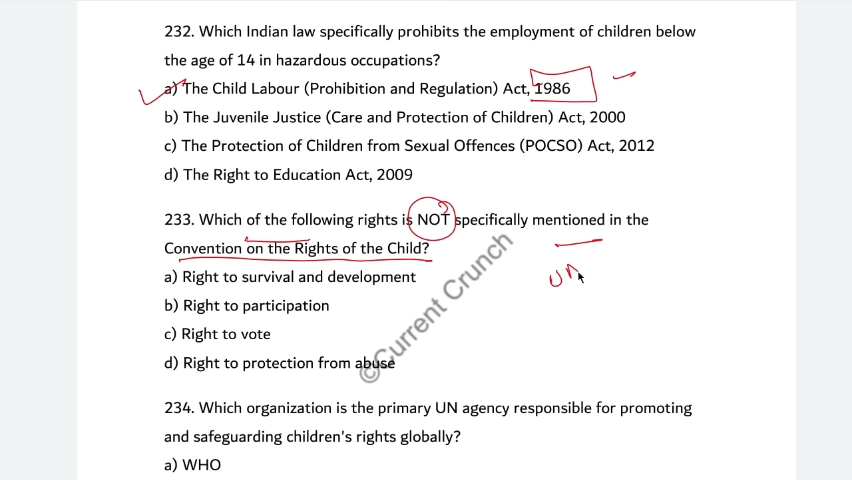 232. Which Indian law specifically prohibits the employment of children below
the age of 14 in hazardous occupations?
a) The Child Labour (Prohibition and Regulation) Act, 1986
b) The Juvenile Justice (Care and Protection of Children) Act, 2000
c) The Protection of Children from Sexual Offences (POCSO) Act, 2012
d) The Right to Education Act, 2009
233. Which of the following rights is NOT specifically mentioned in the
Convention on the Rights of the Child?
a) Right to survival and development
UN
b) Right to participation
c) Right to vote
d) Right to protection from abuse
©Current Crunch
234. Which organization is the primary UN agency responsible for promoting
and safeguarding children's rights globally?
a) WHO